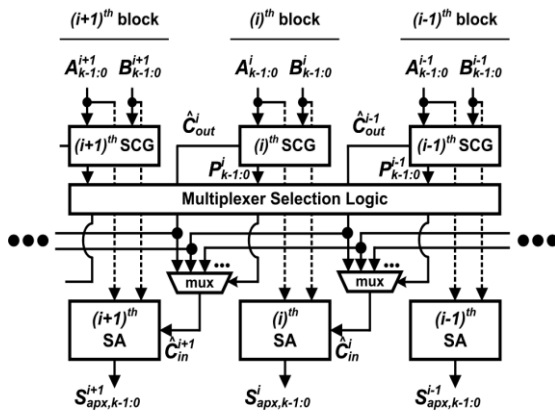 (i+1)th block (i)th block (i-1)th block
A^{i+1}_{k-1:0} B^{i+1}_{k-1:0} A^{i}_{k-1:0} B^{i}_{k-1:0} A^{i-1}_{k-1:0} B^{i-1}_{k-1:0}
(i+1)th SCG Ĉ^{i}_{out} (i)th SCG Ĉ^{i-1}_{out} (i-1)th SCG
P^{i}_{k-1:0} P^{i-1}_{k-1:0}
Multiplexer Selection Logic
••• •••
••• •••
mux mux
(i+1)th SA (i)th SA (i-1)th SA
Ĉ^{i+1}_{in} Ĉ^{i}_{in}
S^{i+1}_{apx,k-1:0} S^{i}_{apx,k-1:0} S^{i-1}_{apx,k-1:0}